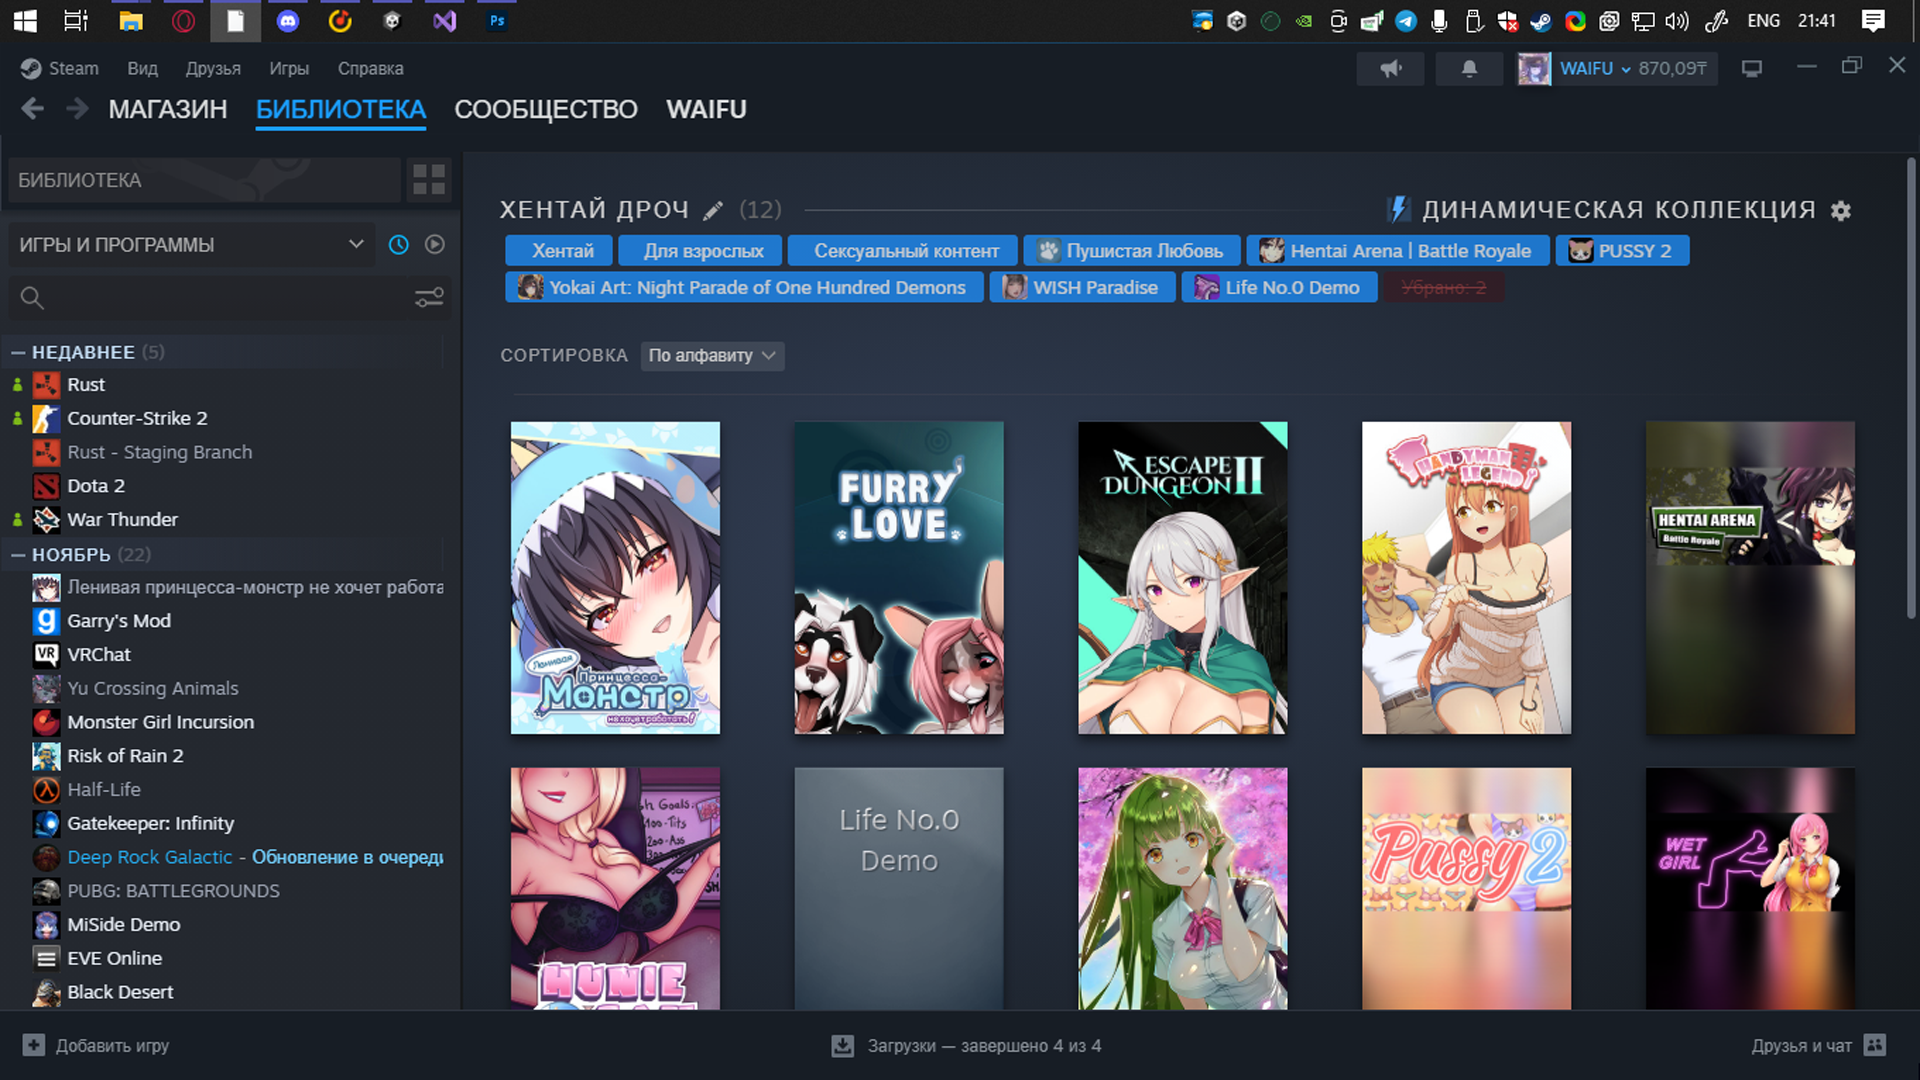 Ps
ENG
21:41
Steam
Вид
Друзья
Игры
Справка
WAIFU
870,09₸
МАГАЗИН
БИБЛИОТЕКА
СООБЩЕСТВО
WAIFU
БИБЛИОТЕКА
ИГРЫ И ПРОГРАММЫ
НЕДАВНЕЕ (5)
Rust
Counter-Strike 2
Rust - Staging Branch
Dota 2
War Thunder
НОЯБРЬ (22)
Ленивая принцесса-монстр не хочет работа
Garry's Mod
VR
VRChat
Yu Crossing Animals
Monster Girl Incursion
Risk of Rain 2
Half-Life
Gatekeeper: Infinity
Deep Rock Galactic - Обновление в очереди
PUBG: BATTLEGROUNDS
MiSide Demo
EVE Online
Black Desert
ХЕНТАЙ ДРОЧ (12)
ДИНАМИЧЕСКАЯ КОЛЛЕКЦИЯ
Хентай
Для взрослых
Сексуальный контент
Пушистая Любовь
Hentai Arena | Battle Royale
PUSSY 2
Yokai Art: Night Parade of One Hundred Demons
WISH Paradise
Life No.0 Demo
Убрано: 2
СОРТИРОВКА
По алфавиту
Ленивая
Принцесса-
Монстр
не хочет работать!
FURRY
LOVE
ESCAPE
DUNGEON II
HANDYMAN
LEGEND
HENTAI ARENA
Battle Royale
Goals:
100-Tits
200-Ass
HUNIE
Life No.0
Demo
Pussy 2
WET
GIRL
Добавить игру
Загрузки — завершено 4 из 4
Друзья и чат